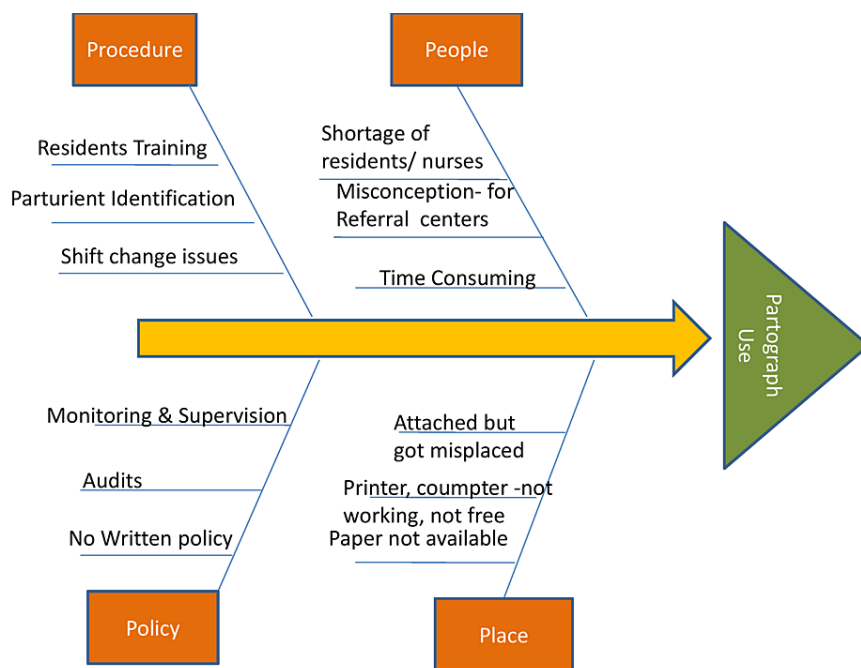 Procedure
People
Residents Training
Parturient Identification
Shift change issues
Shortage of
residents/ nurses
Misconception- for
Referral centers
Time Consuming
Partograph
Use
Monitoring & Supervision
Audits
No Written policy
Attached but
got misplaced
Printer, coumpter -not
working, not free
Paper not available
Policy
Place